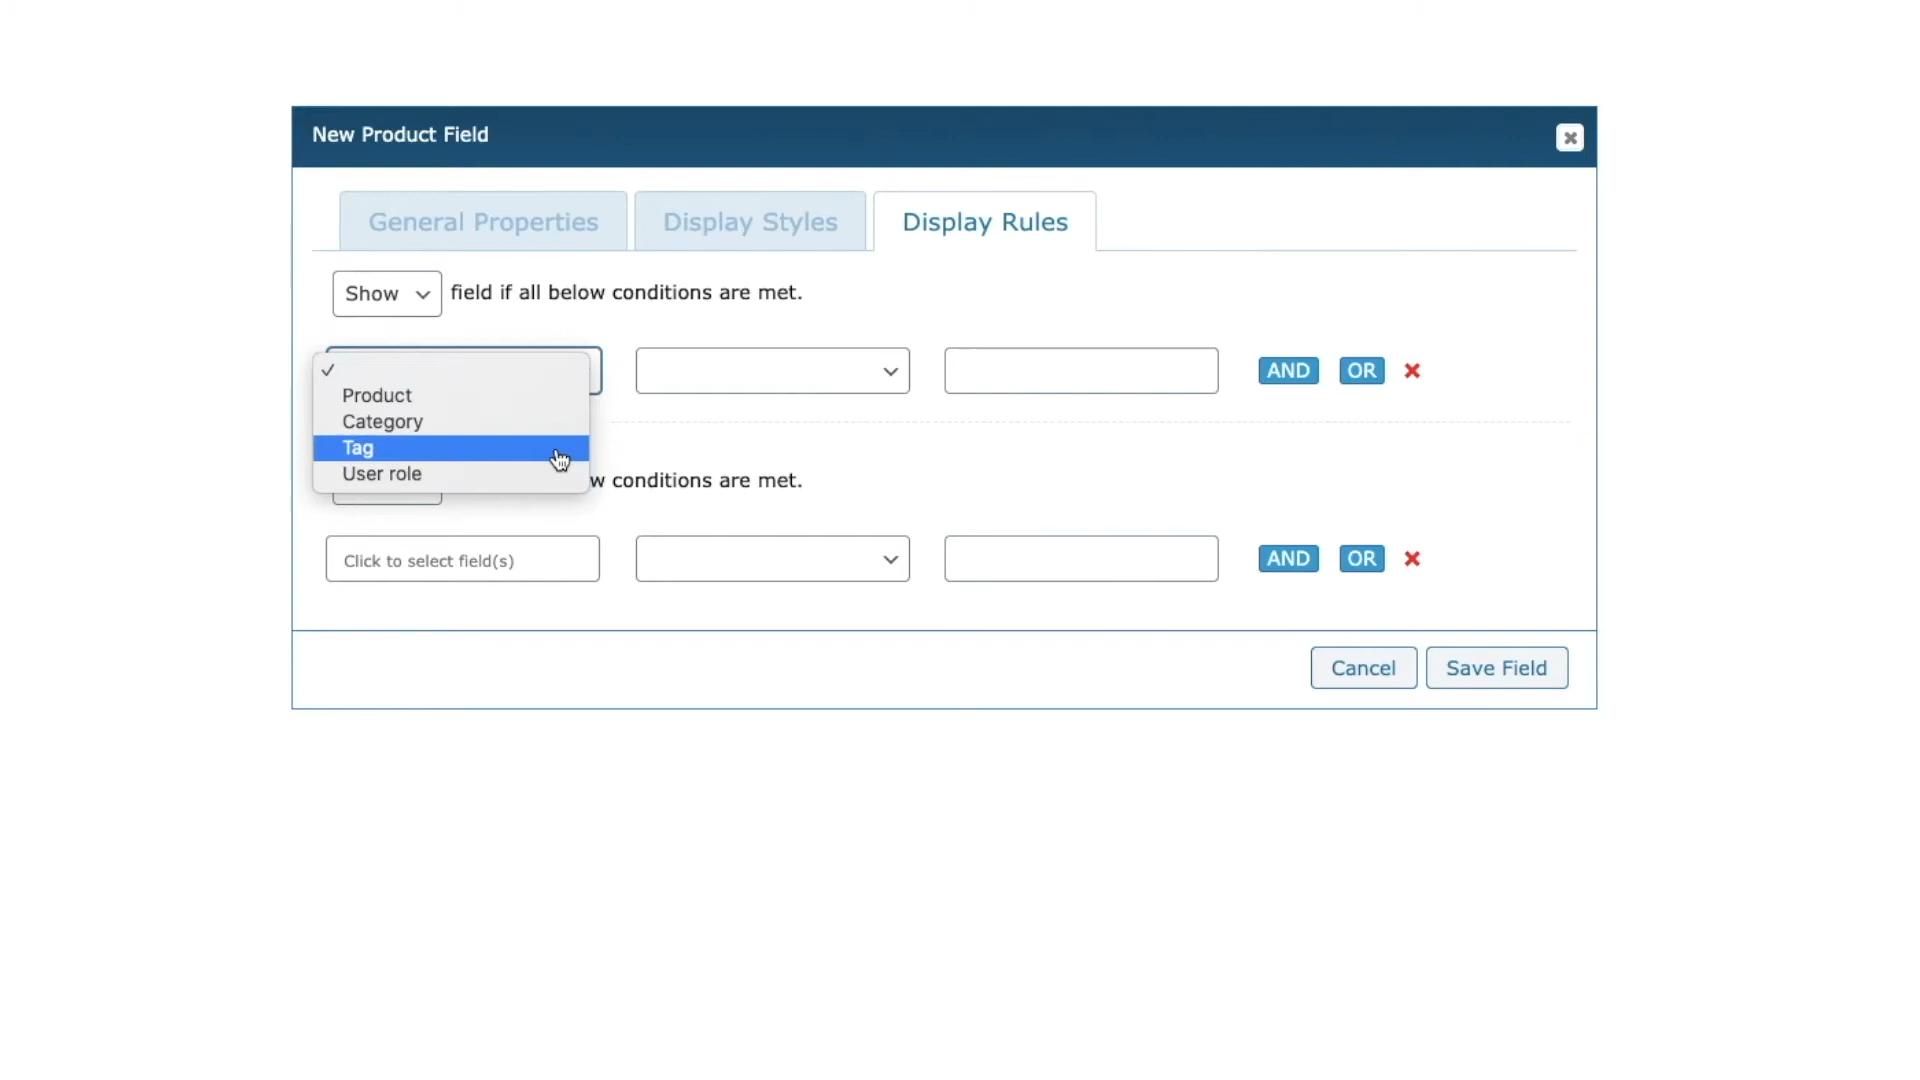 New Product Field
General Properties Display Styles Display Rules
Show field if all below conditions are met.
AND OR
Product
Category
Tag
User role
w conditions are met.
Click to select field(s) AND OR
Cancel Save Field